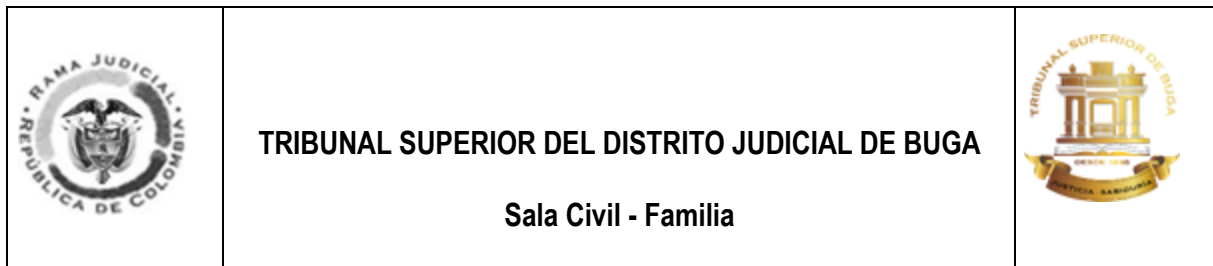 RAMA JUDICIAL
REPÚBLICA DE COLOMBIA
TRIBUNAL SUPERIOR DEL DISTRITO JUDICIAL DE BUGA
Sala Civil - Familia
TRIBUNAL SUPERIOR DE BUGA
JUSTICIA - SABIDURÍA